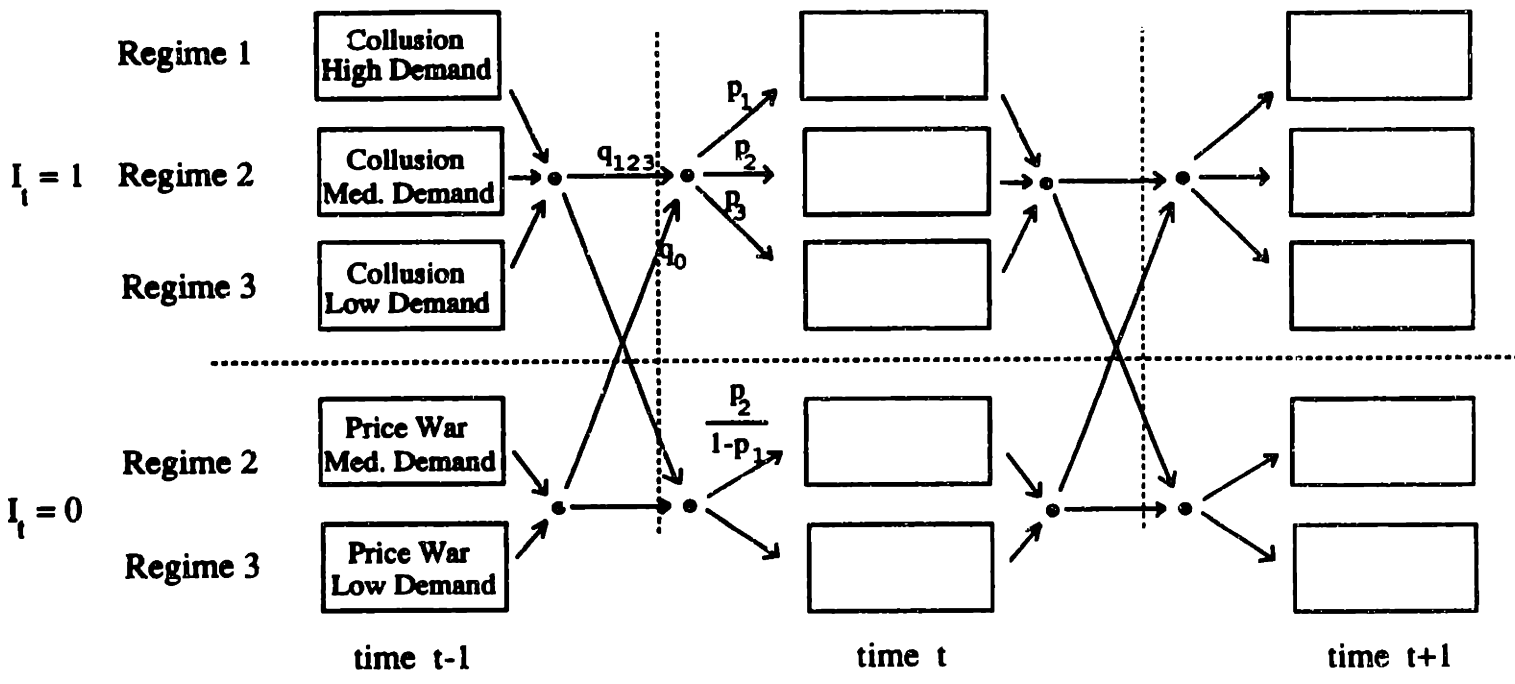 Regime 1
Collusion
High Demand
p1
I_t = 1
Regime 2
Collusion
Med. Demand
q123
p2
p3
q0
Regime 3
Collusion
Low Demand
I_t = 0
Regime 2
Price War
Med. Demand
p2
1-p1
Regime 3
Price War
Low Demand
time t-1
time t
time t+1